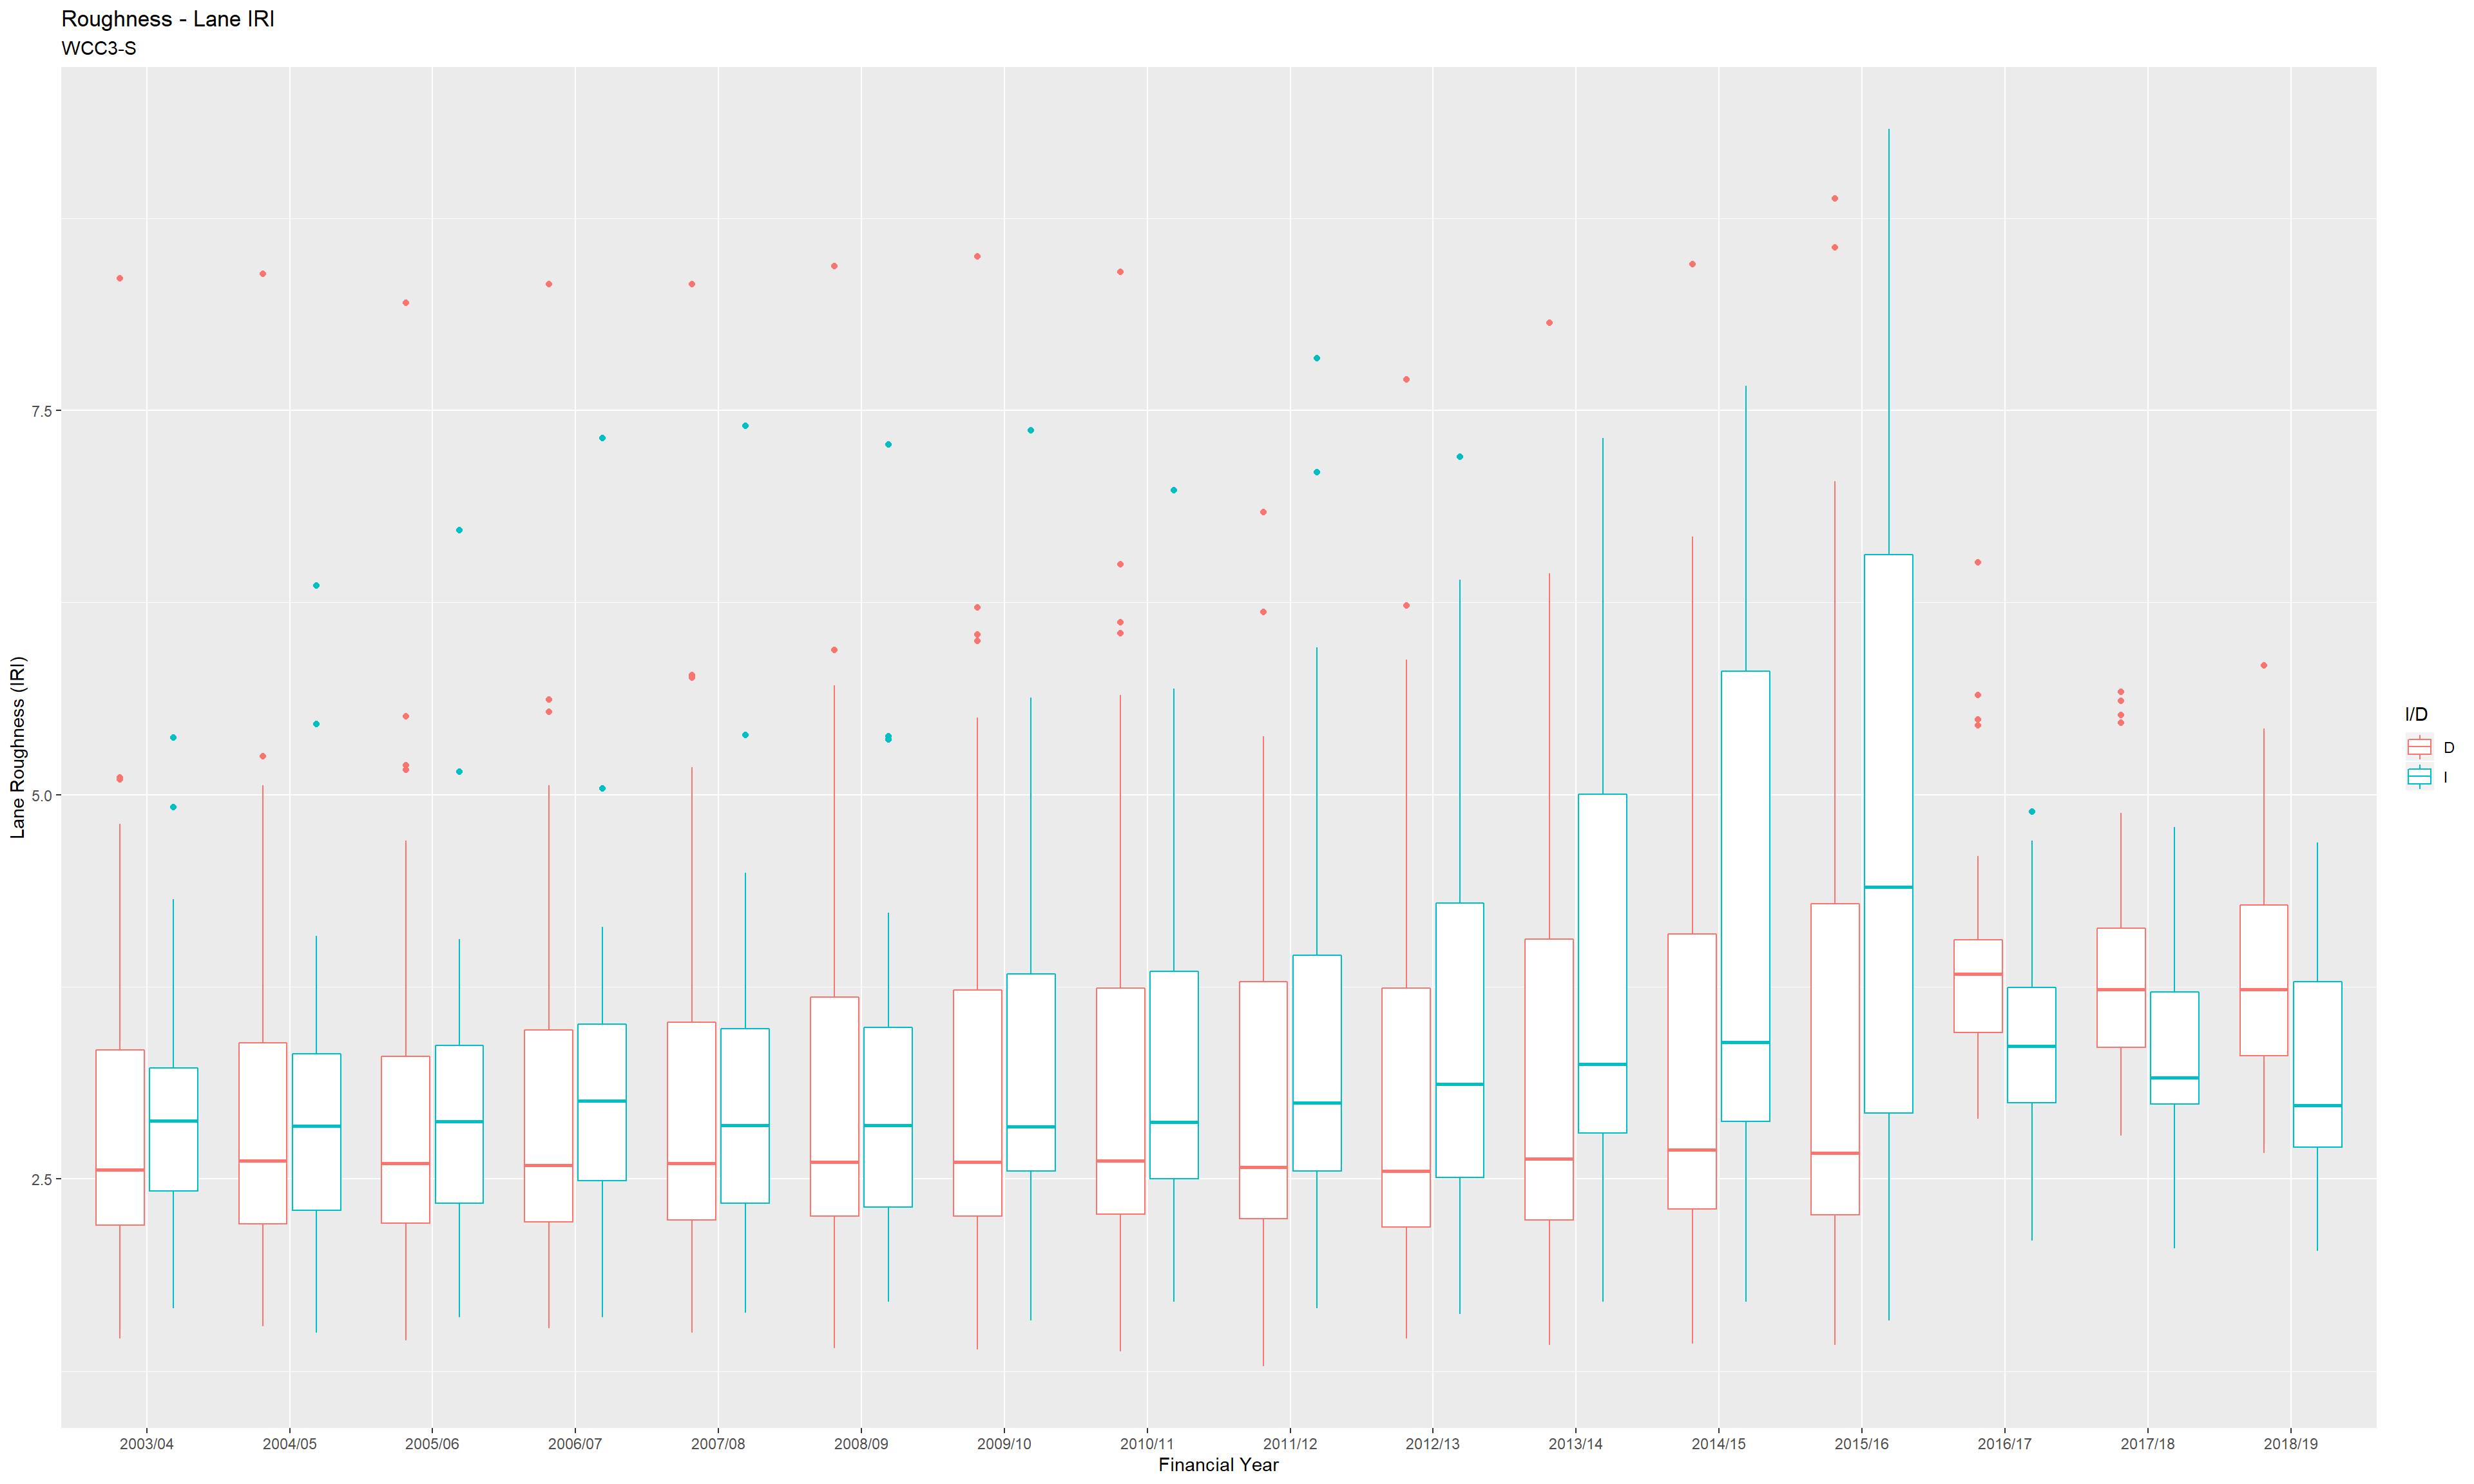 Roughness - Lane IRI
WCC3-S
Lane Roughness (IRI)
7.5
5.0
2.5
2003/04 2004/05 2005/06 2006/07 2007/08 2008/09 2009/10 2010/11 2011/12 2012/13 2013/14 2014/15 2015/16 2016/17 2017/18 2018/19
Financial Year
I/D
D
I